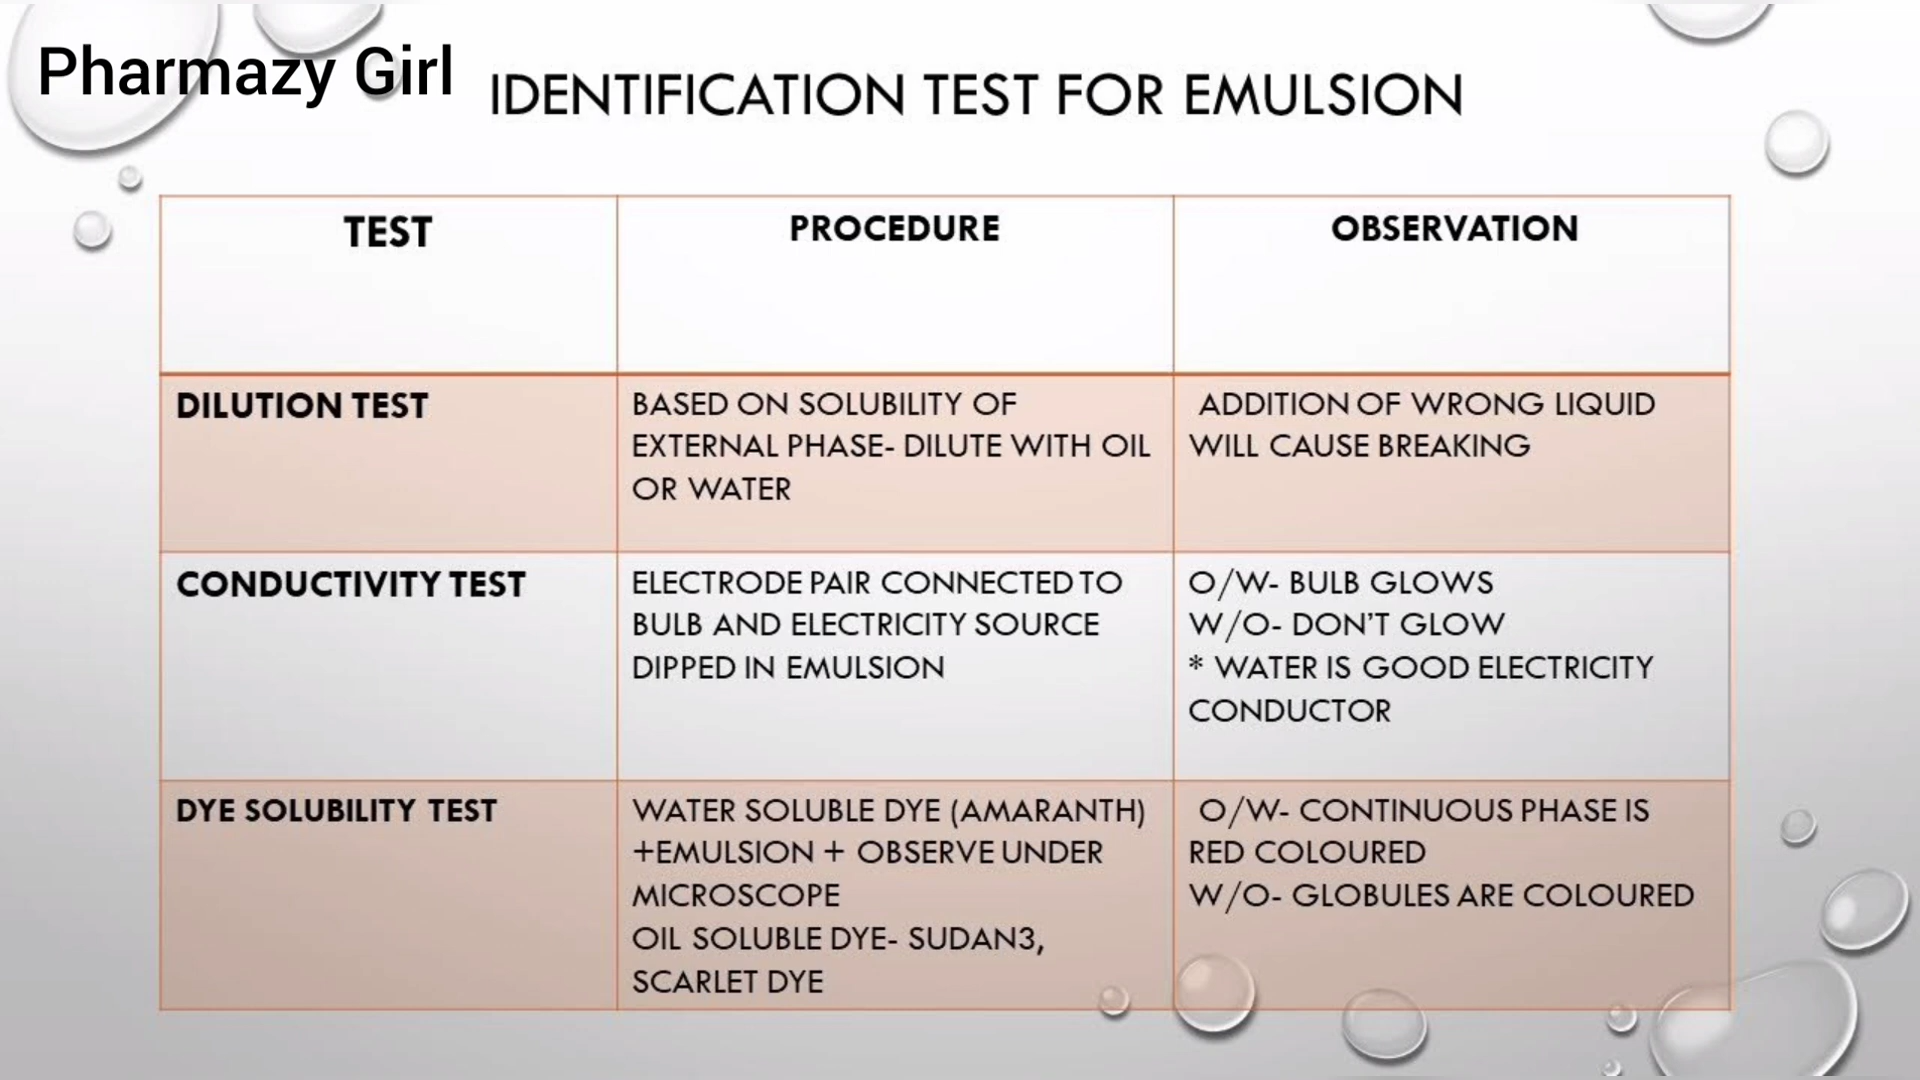 Pharmazy Girl
IDENTIFICATION TEST FOR EMULSION
TEST
PROCEDURE
OBSERVATION
DILUTION TEST
BASED ON SOLUBILITY OF
EXTERNAL PHASE- DILUTE WITH OIL
OR WATER
ADDITION OF WRONG LIQUID
WILL CAUSE BREAKING
CONDUCTIVITY TEST
ELECTRODE PAIR CONNECTED TO
BULB AND ELECTRICITY SOURCE
DIPPED IN EMULSION
O/W- BULB GLOWS
W/O- DON'T GLOW
* WATER IS GOOD ELECTRICITY
CONDUCTOR
DYE SOLUBILITY TEST
WATER SOLUBLE DYE (AMARANTH)
+EMULSION + OBSERVE UNDER
MICROSCOPE
OIL SOLUBLE DYE- SUDAN3,
SCARLET DYE
O/W- CONTINUOUS PHASE IS
RED COLOURED
W/O- GLOBULES ARE COLOURED